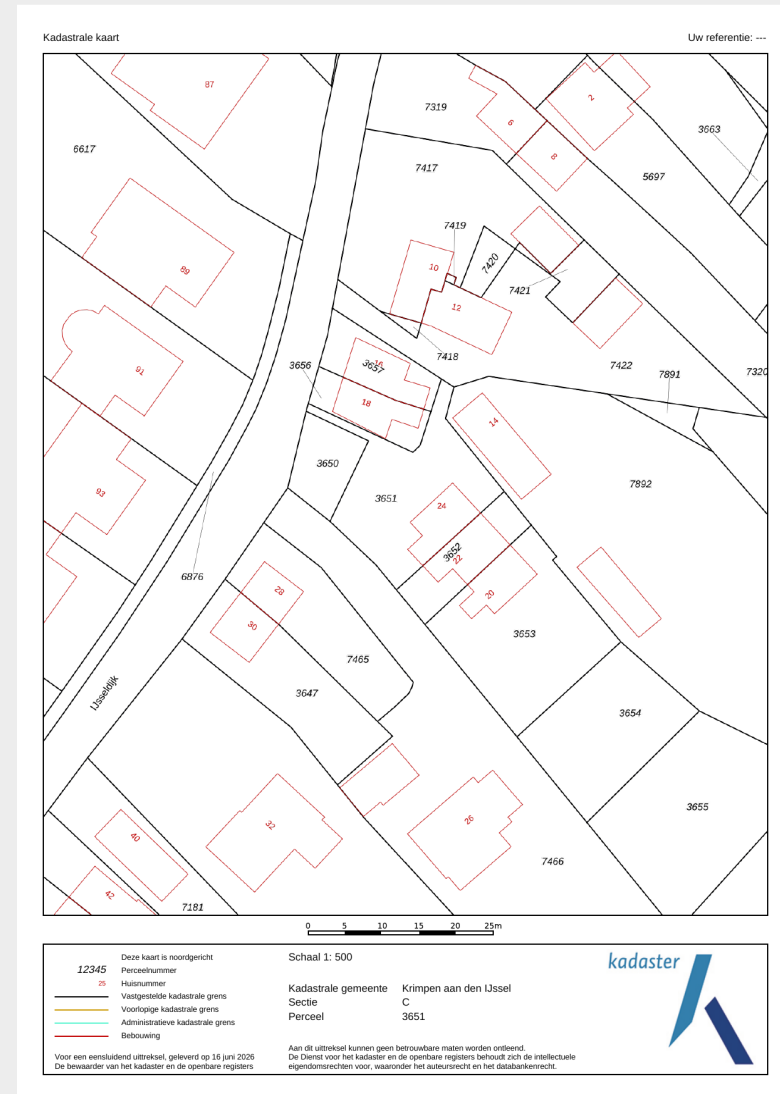 Kadastrale kaart
Uw referentie: ---
87
7319
6
2
3663
6617
8
7417
5697
7419
89
10
7420
7421
12
7418
3656
16
3657
7422
7891
7320
91
18
14
3650
3651
7892
93
24
3652
22
6876
28
20
30
3653
7465
IJsseldijk
3647
3654
3655
32
26
40
7466
42
7181
0 5 10 15 20 25m
Deze kaart is noordgericht
12345 Perceelnummer
25 Huisnummer
Vastgestelde kadastrale grens
Voorlopige kadastrale grens
Administratieve kadastrale grens
Bebouwing
Voor een eensluidend uittreksel, geleverd op 16 juni 2026
De bewaarder van het kadaster en de openbare registers
Schaal 1: 500
Kadastrale gemeente Krimpen aan den IJssel
Sectie C
Perceel 3651
Aan dit uittreksel kunnen geen betrouwbare maten worden ontleend.
De Dienst voor het kadaster en de openbare registers behoudt zich de intellectuele
eigendomsrechten voor, waaronder het auteursrecht en het databankenrecht.
kadaster